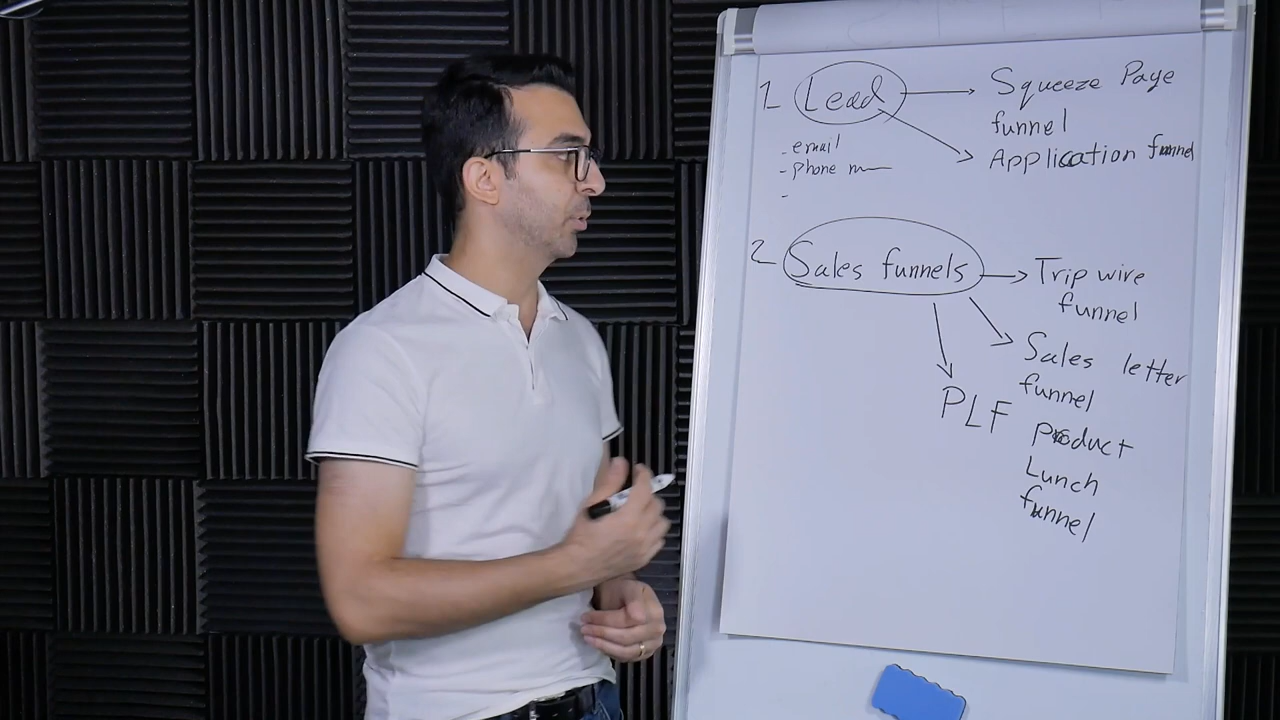 1 Lead → Squeeze Page
funnel
Application funnel
- email
- phone n
-
2- Sales funnels → Trip wire
funnel
Sales letter
funnel
PLF product
Lunch
funnel